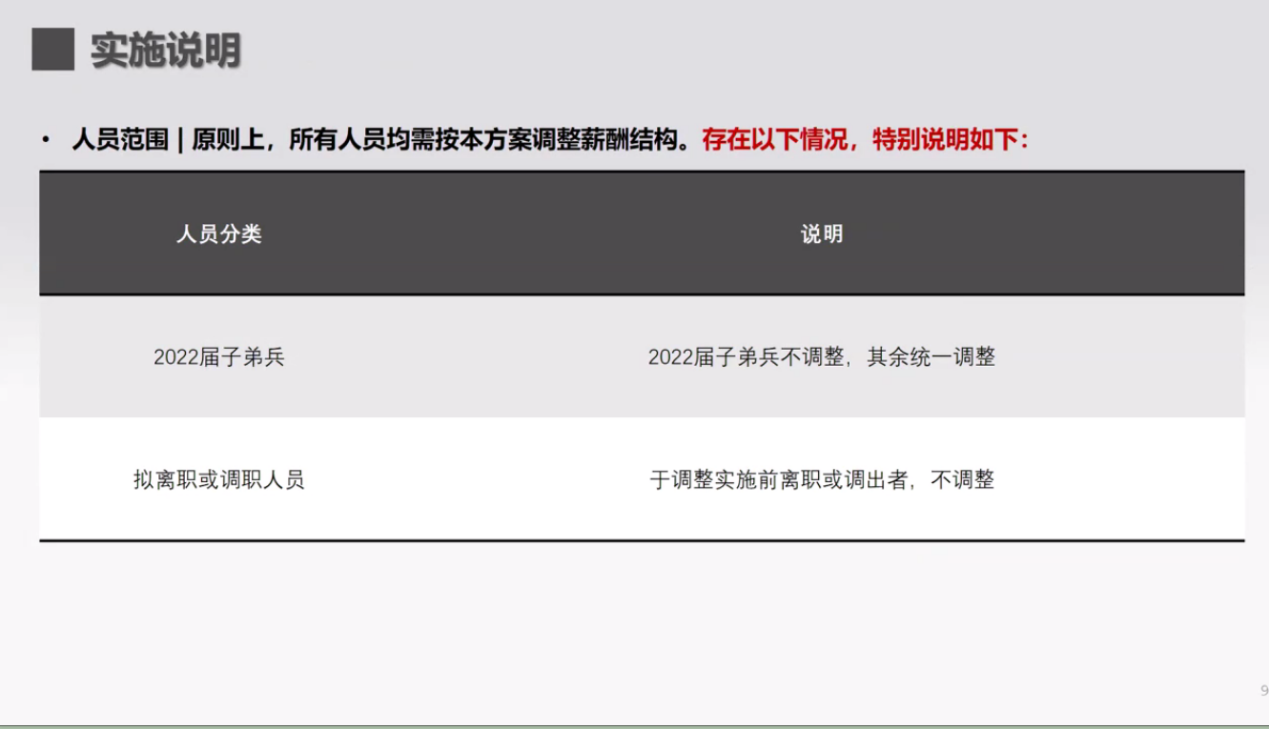 实施说明
• 人员范围 | 原则上，所有人员均需按本方案调整薪酬结构。存在以下情况，特别说明如下：
人员分类 说明
2022届子弟兵 2022届子弟兵不调整，其余统一调整
拟离职或调职人员 于调整实施前离职或调出者，不调整
9